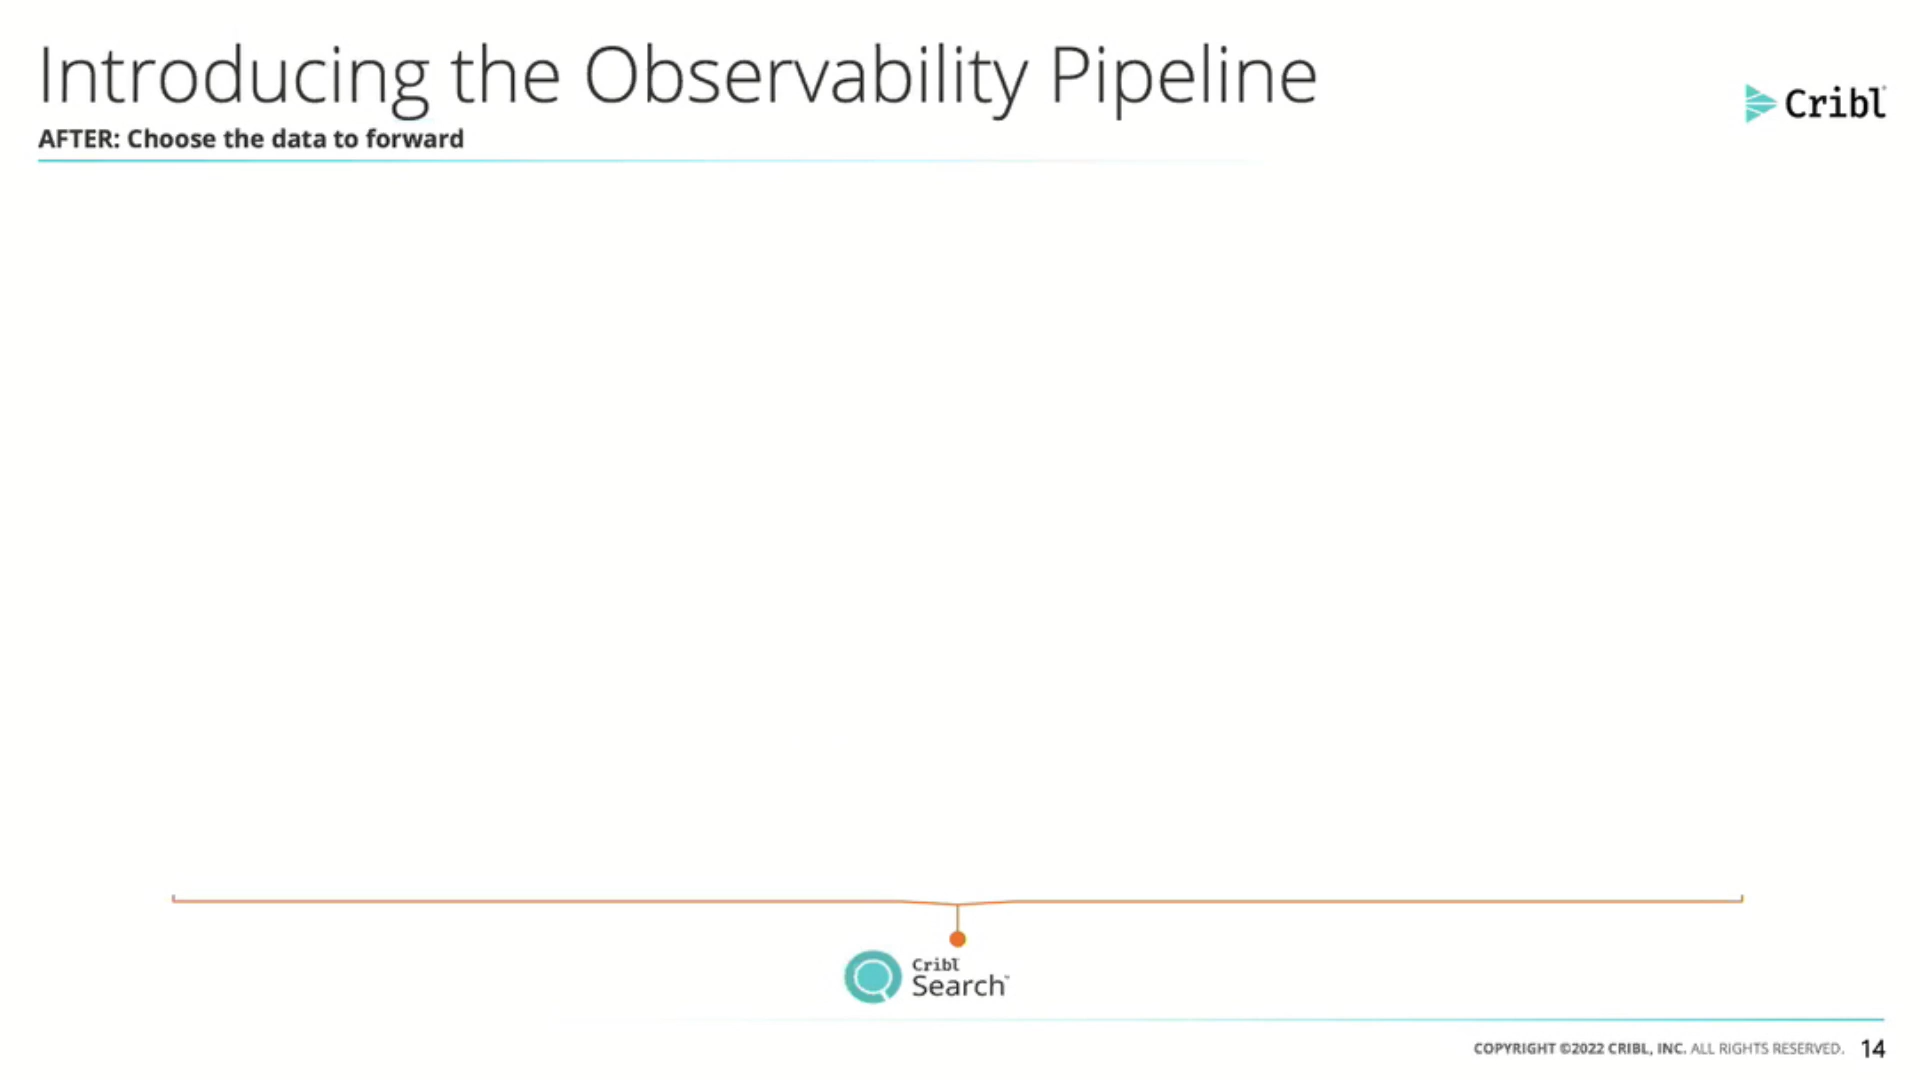 Introducing the Observability Pipeline
AFTER: Choose the data to forward
Cribl
Cribl
Search™
COPYRIGHT ©2022 CRIBL, INC. ALL RIGHTS RESERVED. 14